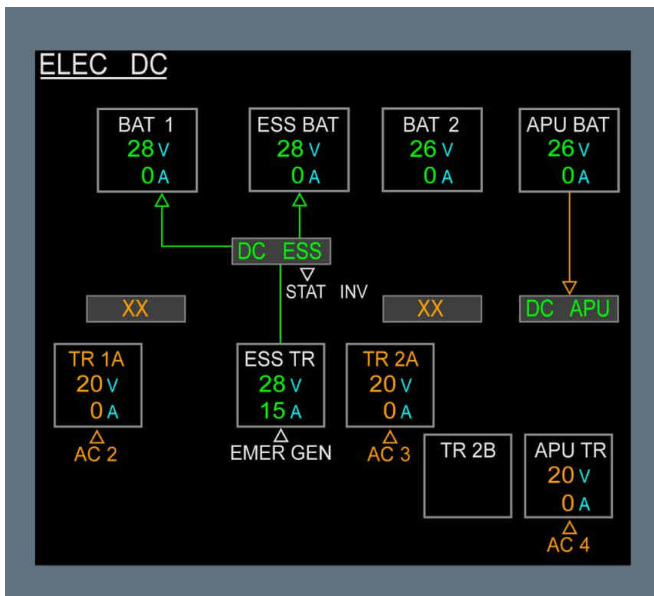 ELEC DC
BAT 1
28 V
0 A
ESS BAT
28 V
0 A
BAT 2
26 V
0 A
APU BAT
26 V
0 A
DC ESS
STAT INV
XX
XX
DC APU
TR 1A
20 V
0 A
AC 2
ESS TR
28 V
15 A
EMER GEN
TR 2A
20 V
0 A
AC 3
TR 2B
APU TR
20 V
0 A
AC 4